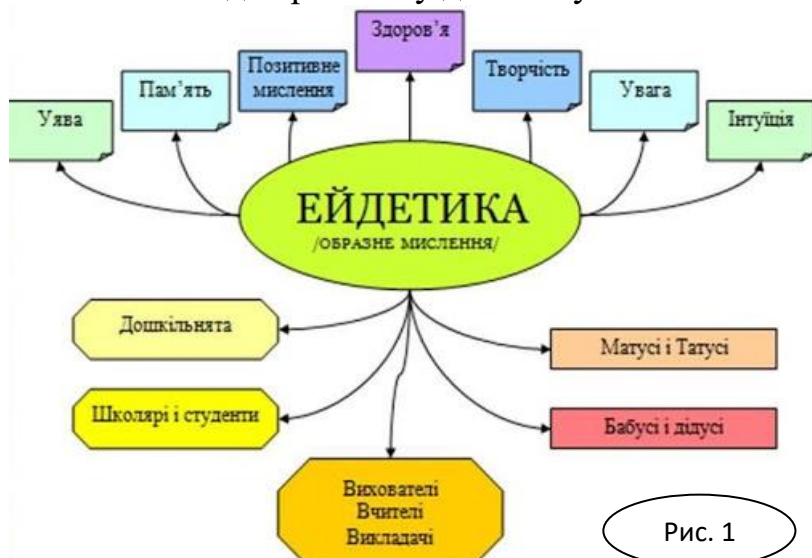 Здоров’я
Позитивне
мислення
Творчість
Пам’ять
Увага
Уява
Інтуїція
ЕЙДЕТИКА
/ОБРАЗНЕ МИСЛЕННЯ/
Дошкільнята
Матусі і Татусі
Школярі і студенти
Бабусі і дідусі
Вихователі
Вчителі
Викладачі
Рис. 1